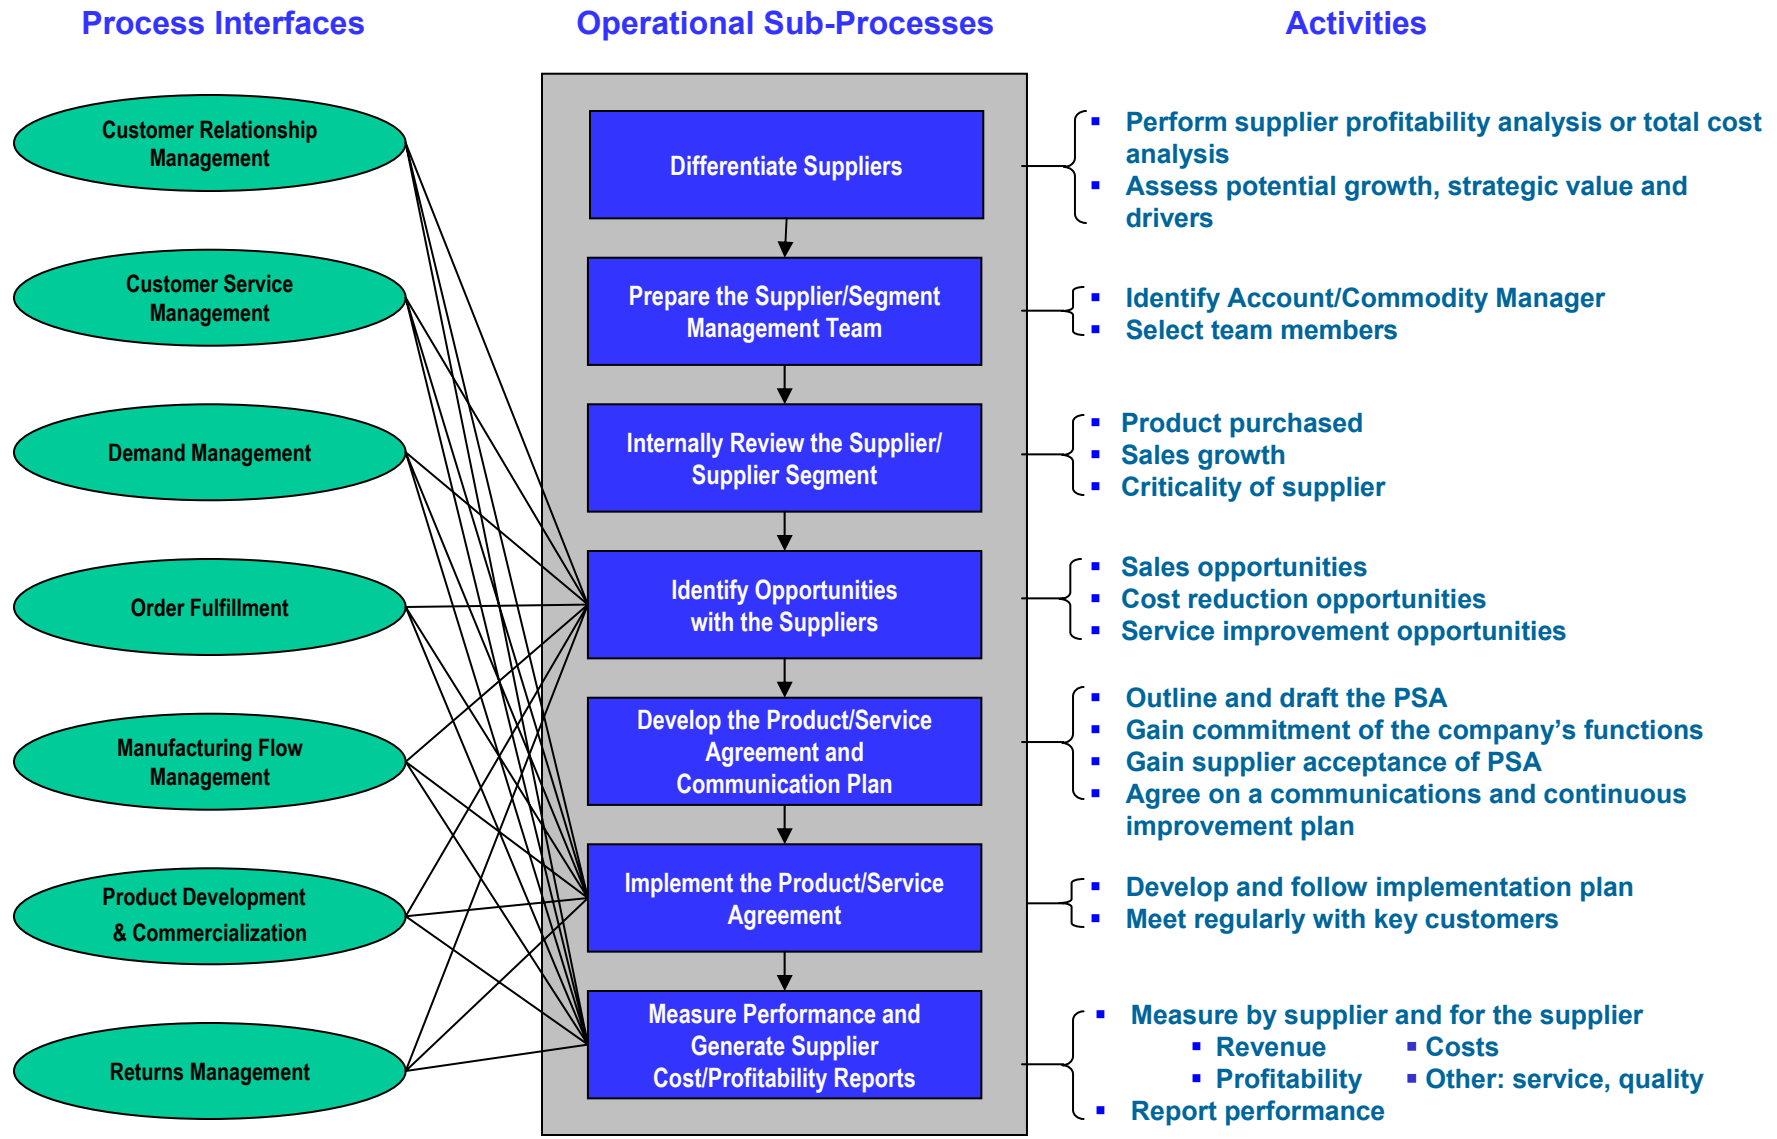 Process Interfaces
Operational Sub-Processes
Activities
Customer Relationship
Management
Customer Service
Management
Demand Management
Order Fulfillment
Manufacturing Flow
Management
Product Development
& Commercialization
Returns Management
Differentiate Suppliers
Prepare the Supplier/Segment
Management Team
Internally Review the Supplier/
Supplier Segment
Identify Opportunities
with the Suppliers
Develop the Product/Service
Agreement and
Communication Plan
Implement the Product/Service
Agreement
Measure Performance and
Generate Supplier
Cost/Profitability Reports
▪ Perform supplier profitability analysis or total cost
analysis
▪ Assess potential growth, strategic value and
drivers
▪ Identify Account/Commodity Manager
▪ Select team members
▪ Product purchased
▪ Sales growth
▪ Criticality of supplier
▪ Sales opportunities
▪ Cost reduction opportunities
▪ Service improvement opportunities
▪ Outline and draft the PSA
▪ Gain commitment of the company’s functions
▪ Gain supplier acceptance of PSA
▪ Agree on a communications and continuous
improvement plan
▪ Develop and follow implementation plan
▪ Meet regularly with key customers
▪ Measure by supplier and for the supplier
▪ Revenue ▪ Costs
▪ Profitability ▪ Other: service, quality
▪ Report performance